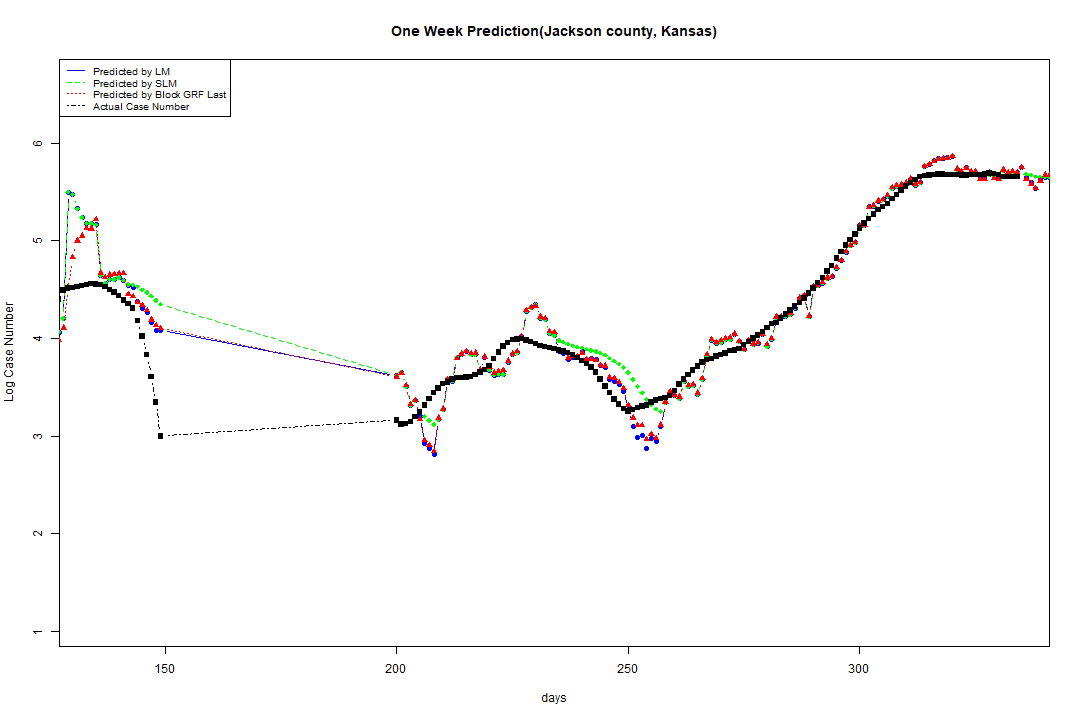 One Week Prediction(Jackson county, Kansas)
Predicted by LM
Predicted by SLM
Predicted by Block GRF Last
Actual Case Number
Log Case Number
6
5
4
3
2
1
150
200
250
300
days